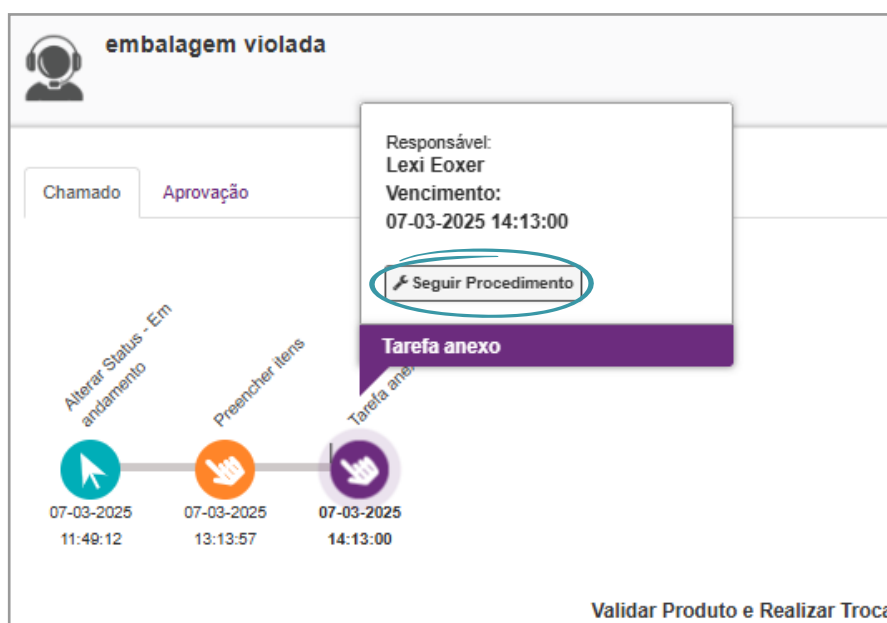 embalagem violada
Responsável:
Lexi Eoxer
Vencimento:
07-03-2025 14:13:00
Chamado
Aprovação
Seguir Procedimento
Tarefa anexo
Alterar Status - Em
andamento
Preencher itens
Tarefa
07-03-2025
11:49:12
07-03-2025
13:13:57
07-03-2025
14:13:00
Validar Produto e Realizar Troca